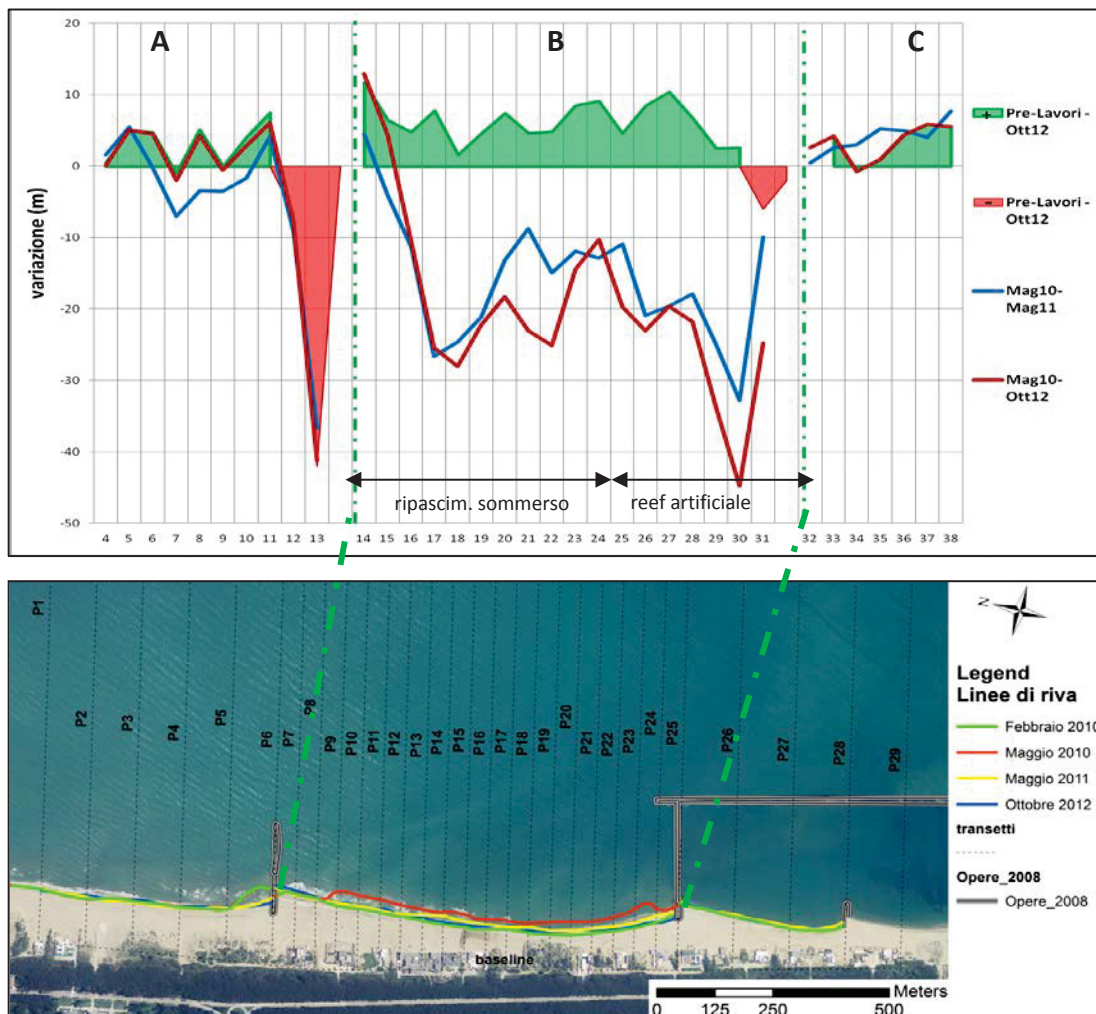 20
10
0
-10
-20
-30
-40
-50
variazione (m)
A
B
C
ripascim. sommerso
reef artificiale
4 5 6 7 8 9 10 11 12 13 14 15 16 17 18 19 20 21 22 23 24 25 26 27 28 29 30 31 32 33 34 35 36 37 38
+
Pre-Lavori -
Ott12
-
Pre-Lavori -
Ott12
Mag10-
Mag11
Mag10-
Ott12
P1
P2
P3
P4
P5
P6
P7
P8
P9
P10
P11
P12
P13
P14
P15
P16
P17
P18
P19
P20
P21
P22
P23
P24
P25
P26
P27
P28
P29
baseline
Meters
0 125 250 500
N
Legend
Linee di riva
Febbraio 2010
Maggio 2010
Maggio 2011
Ottobre 2012
transetti
Opere_2008
Opere_2008